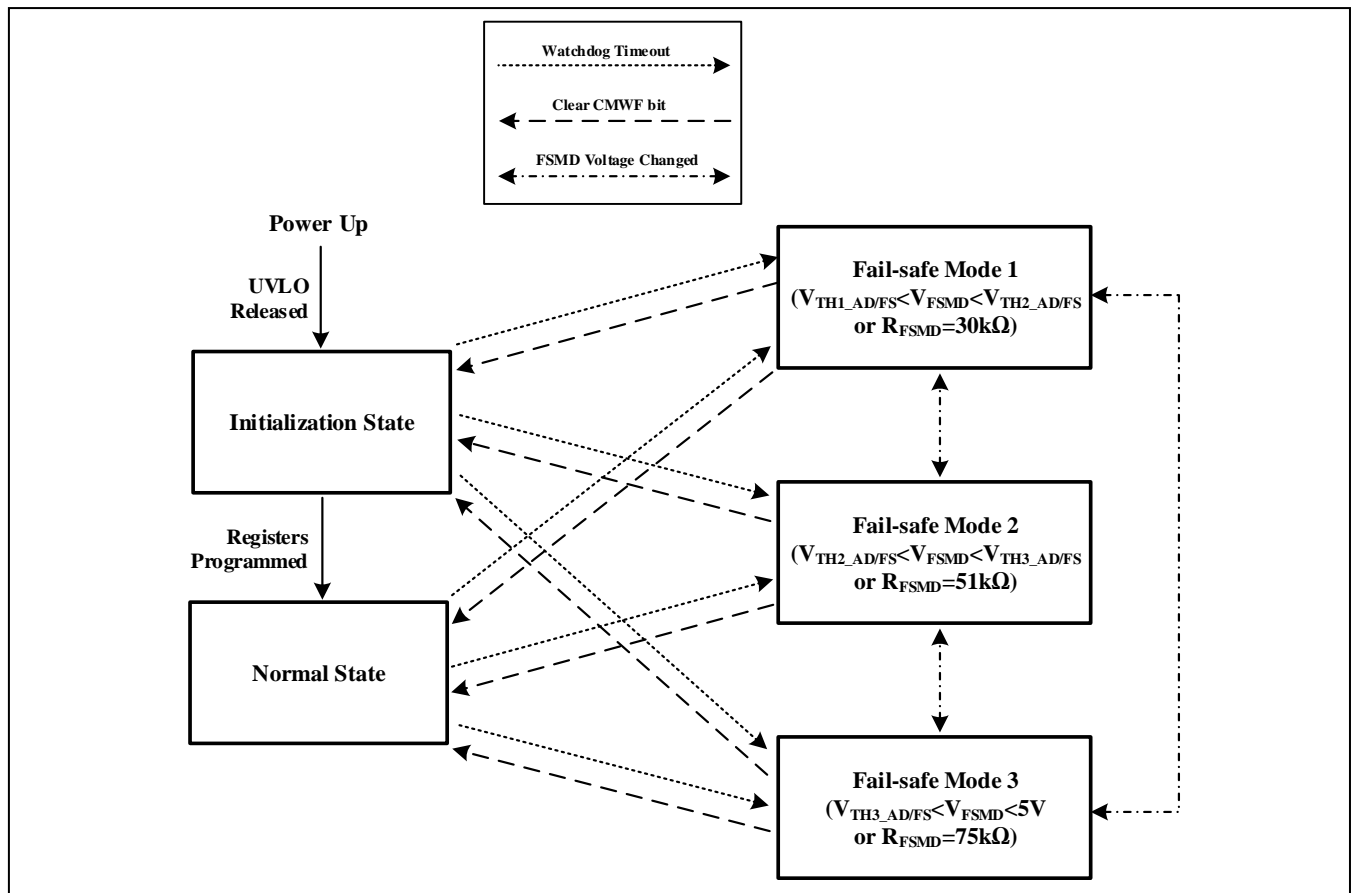 Watchdog Timeout
Clear CMWF bit
FSMD Voltage Changed
Power Up
UVLO
Released
Initialization State
Registers
Programmed
Normal State
Fail-safe Mode 1
(VTH1_AD/FS<VFSMD<VTH2_AD/FS
or RFSMD=30kΩ)
Fail-safe Mode 2
(VTH2_AD/FS<VFSMD<VTH3_AD/FS
or RFSMD=51kΩ)
Fail-safe Mode 3
(VTH3_AD/FS<VFSMD<5V
or RFSMD=75kΩ)